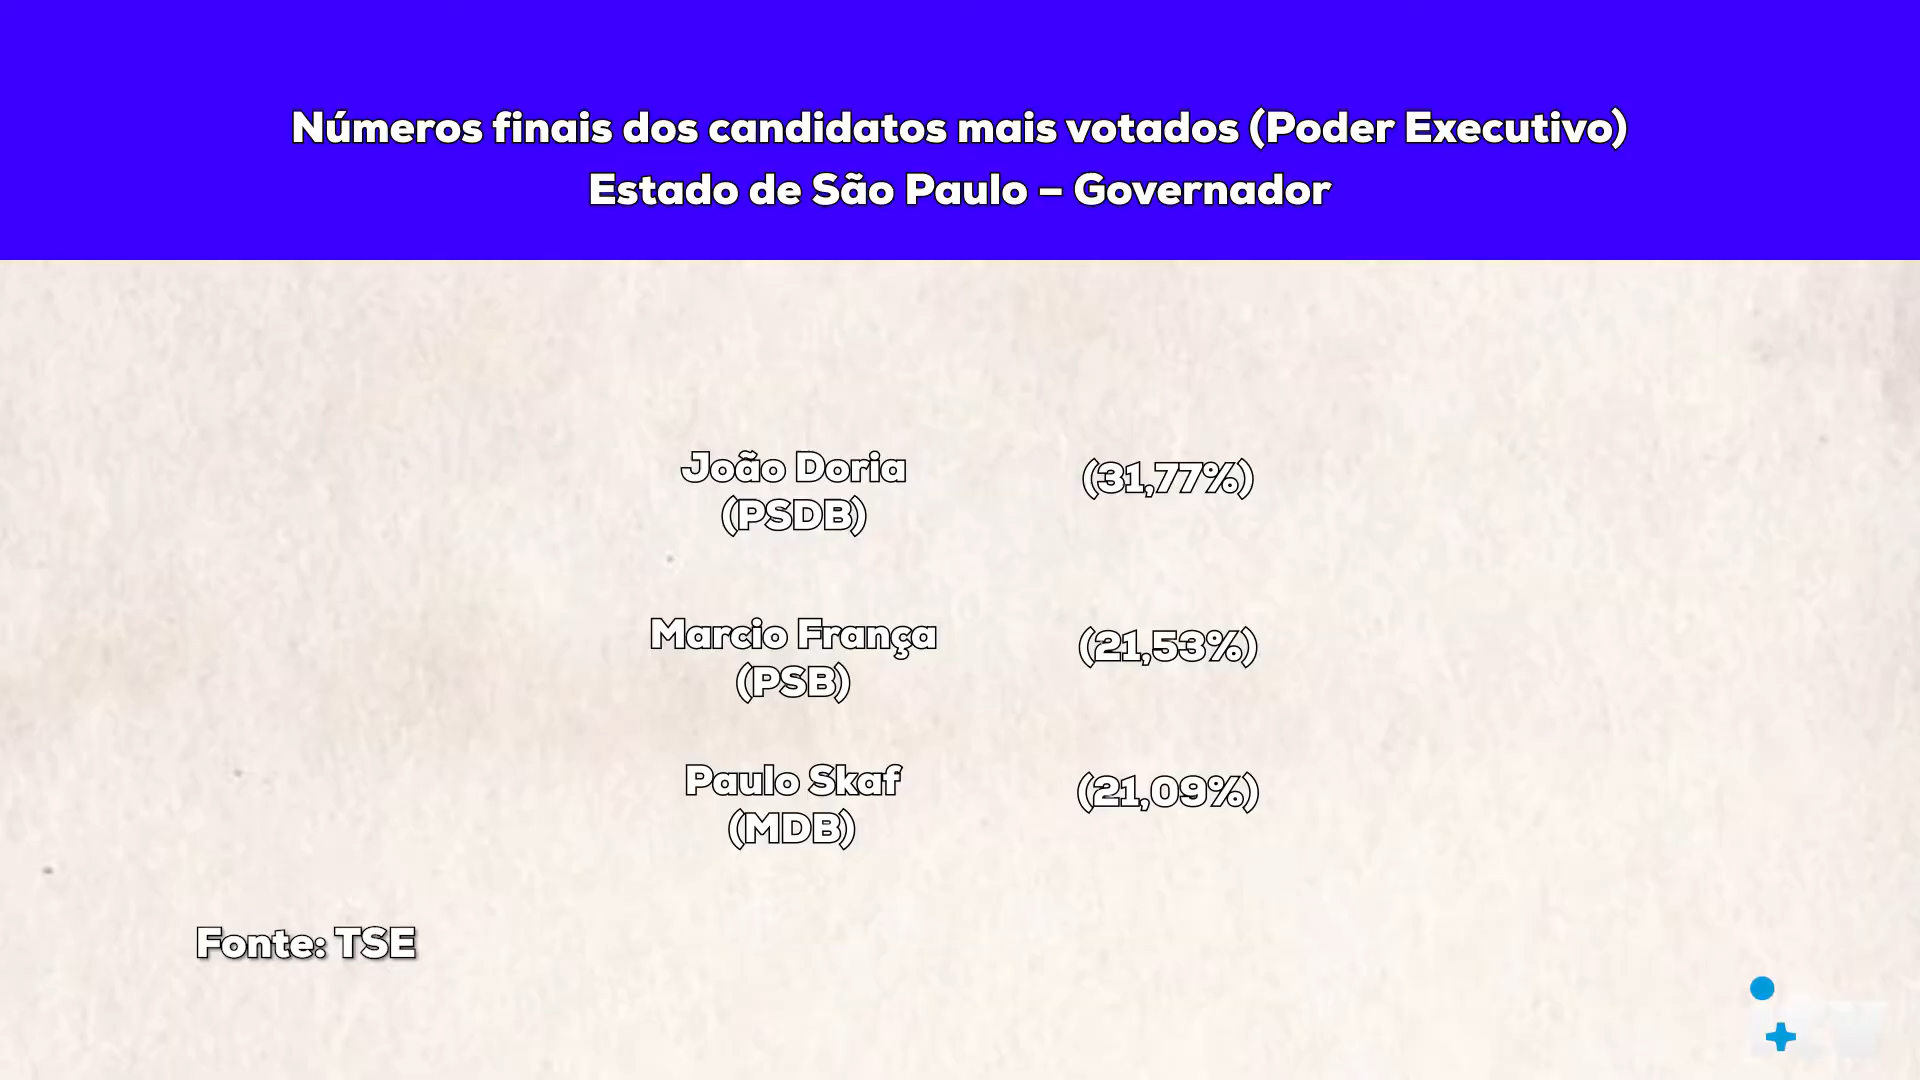 Números finais dos candidatos mais votados (Poder Executivo)
Estado de São Paulo – Governador
João Doria
(PSDB)
(31,77%)
Marcio França
(PSB)
(21,53%)
Paulo Skaf
(MDB)
(21,09%)
Fonte: TSE